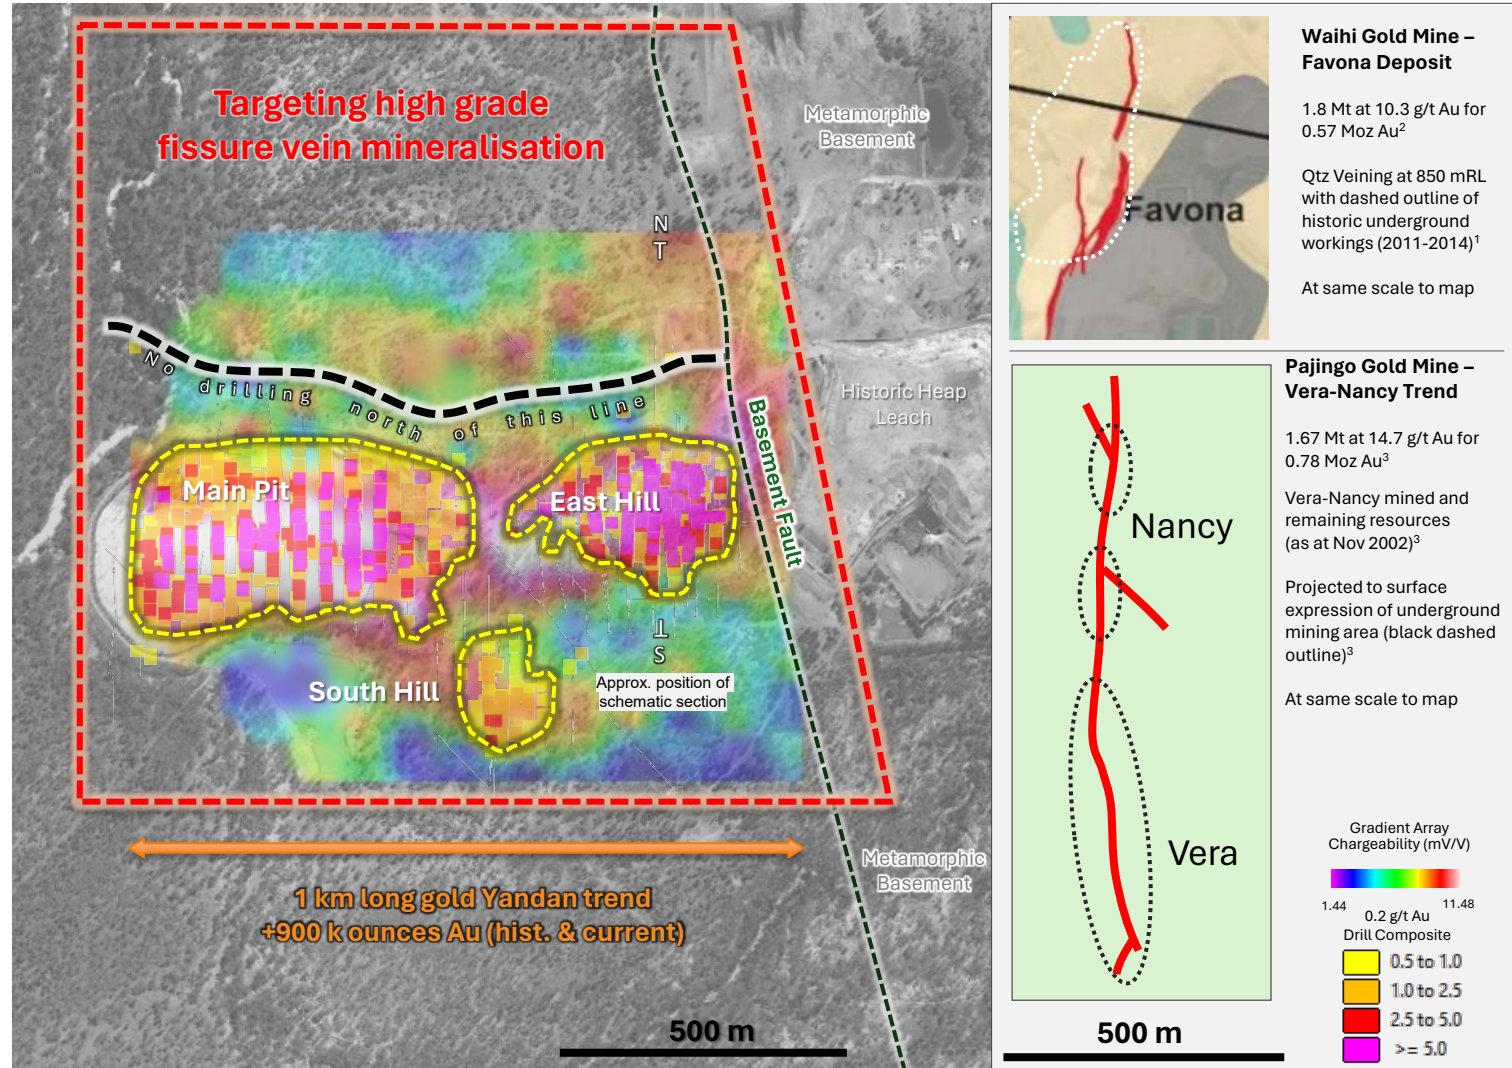 Targeting high grade
fissure vein mineralisation
Metamorphic
Basement
N
T
No drilling north of this line
Historic Heap
Leach
Basement Fault
Main Pit
East Hill
South Hill
T
S
Approx. position of
schematic section
Metamorphic
Basement
1 km long gold Yandan trend
+900 k ounces Au (hist. & current)
500 m
Favona
Waihi Gold Mine –
Favona Deposit
1.8 Mt at 10.3 g/t Au for
0.57 Moz Au2
Qtz Veining at 850 mRL
with dashed outline of
historic underground
workings (2011-2014)1
At same scale to map
Nancy
Vera
500 m
Pajingo Gold Mine –
Vera-Nancy Trend
1.67 Mt at 14.7 g/t Au for
0.78 Moz Au3
Vera-Nancy mined and
remaining resources
(as at Nov 2002)3
Projected to surface
expression of underground
mining area (black dashed
outline)3
At same scale to map
Gradient Array
Chargeability (mV/V)
1.44
11.48
0.2 g/t Au
Drill Composite
0.5 to 1.0
1.0 to 2.5
2.5 to 5.0
>= 5.0